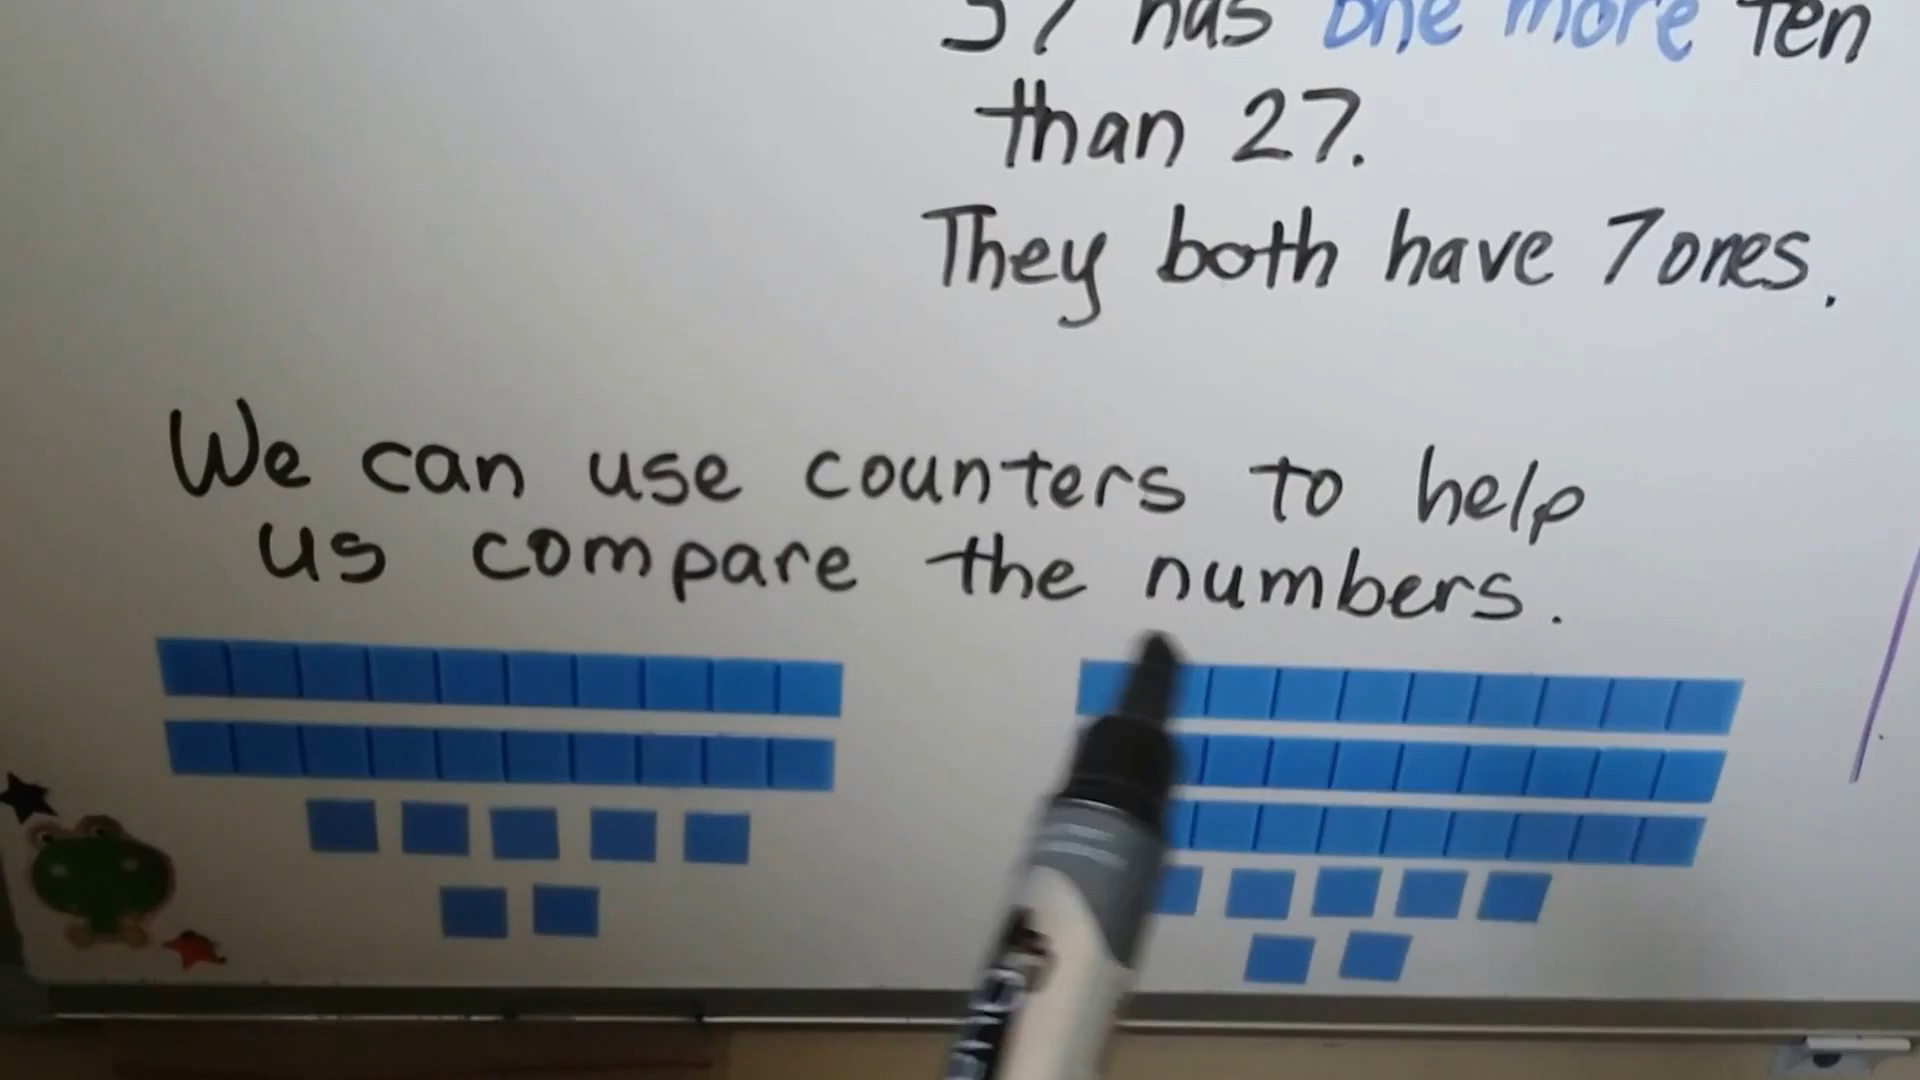 37 has one more ten
than 27.
They both have 7 ones.
We can use counters to help
us compare the numbers.